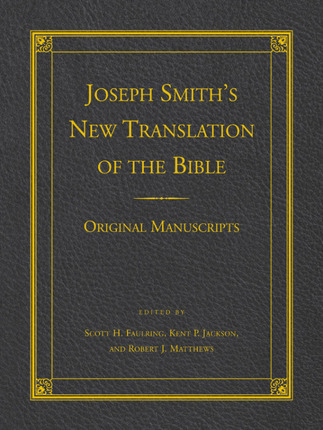 JOSEPH SMITH'S
NEW TRANSLATION
OF THE BIBLE
ORIGINAL MANUSCRIPTS
EDITED BY
SCOTT H. FAULRING, KENT P. JACKSON,
AND ROBERT J. MATTHEWS